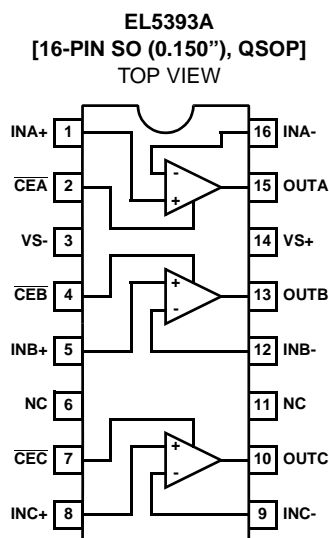 EL5393A
[16-PIN SO (0.150”), QSOP]
TOP VIEW
INA+ 1 16 INA-
CEA 2 - + 15 OUTA
VS- 3 14 VS+
CEB 4 + - 13 OUTB
INB+ 5 12 INB-
NC 6 11 NC
CEC 7 + - 10 OUTC
INC+ 8 9 INC-